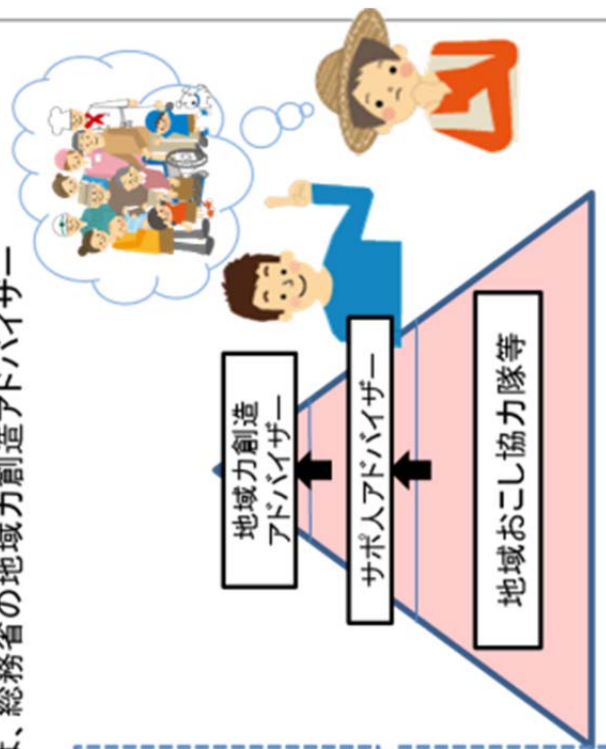 、総務省の地域力創造アドバイザー
地域力創造
アドバイザー
サポ人アドバイザー
地域おこし協力隊等